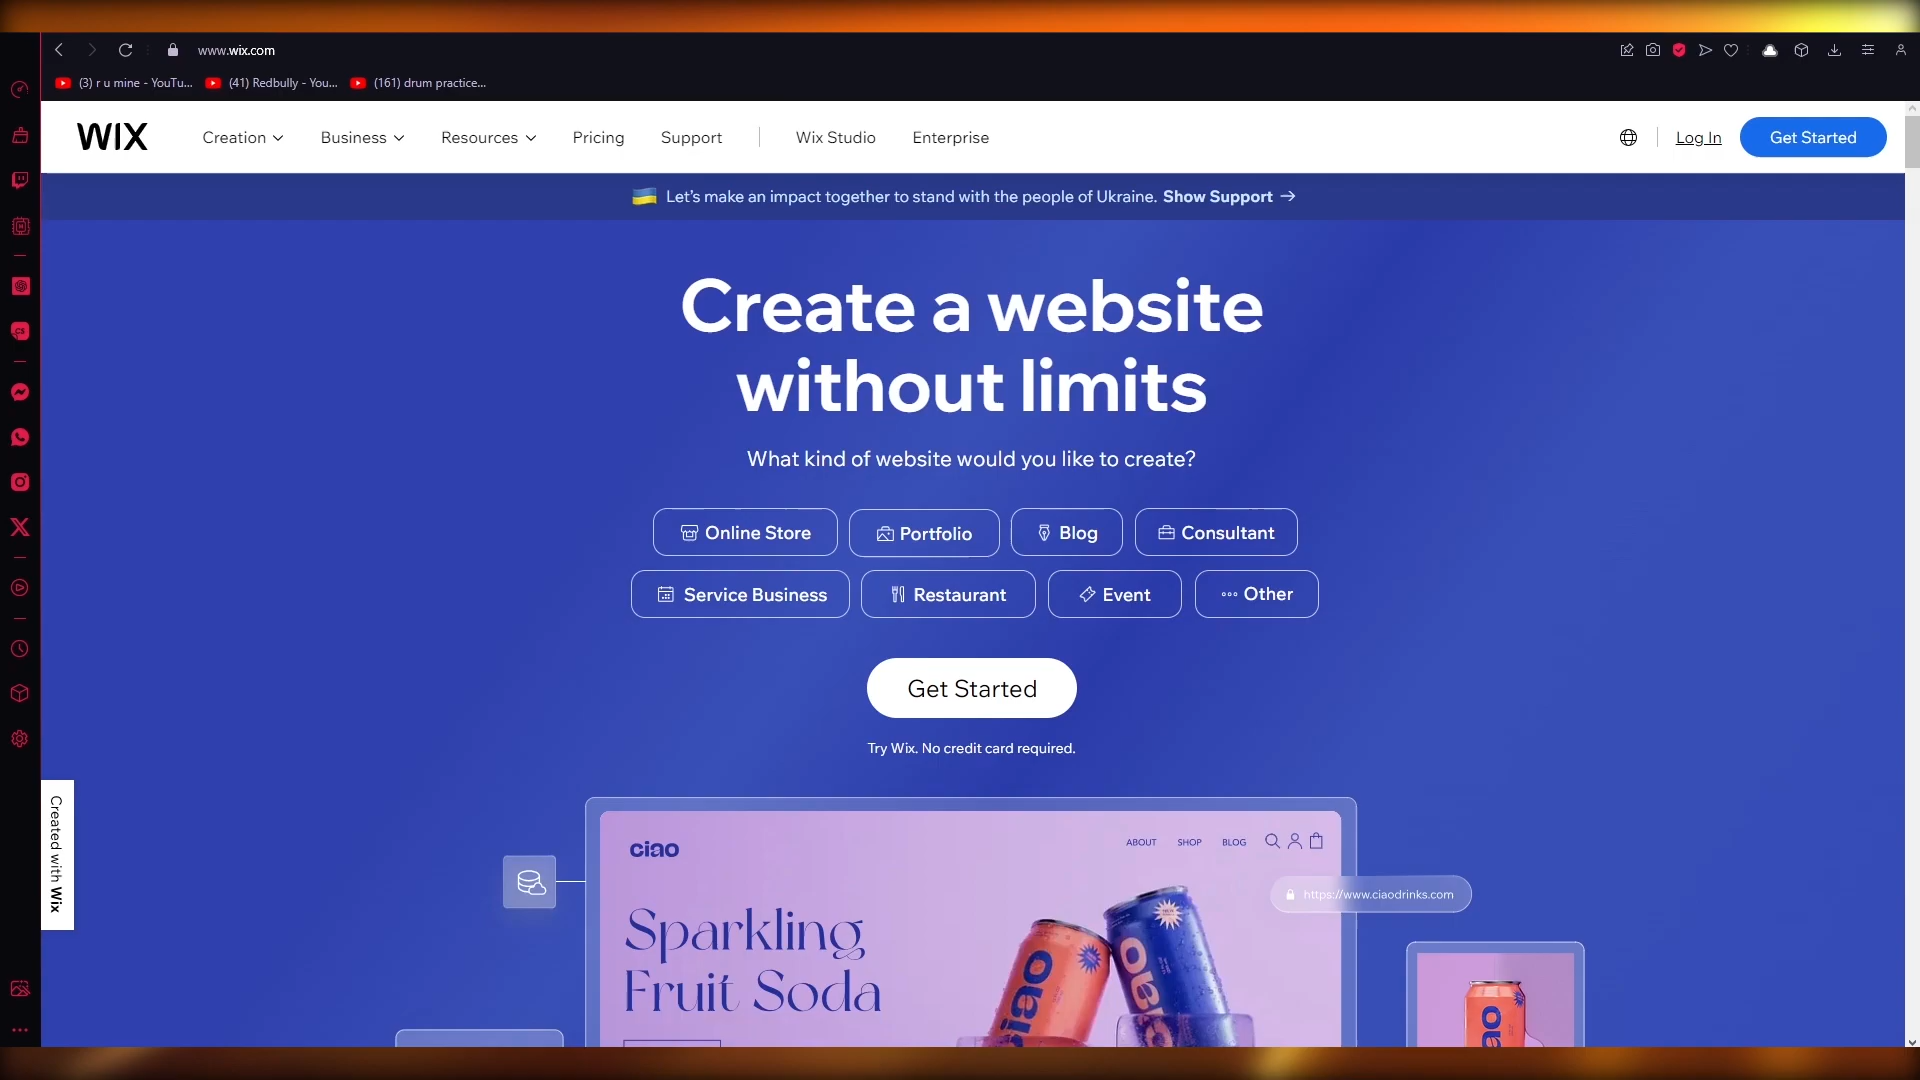 www.wix.com
(3) r u mine - YouTu...
(41) Redbully - You...
(161) drum practice...
WIX
Creation
Business
Resources
Pricing
Support
Wix Studio
Enterprise
Log In
Get Started
Let's make an impact together to stand with the people of Ukraine. Show Support →
Create a website
without limits
What kind of website would you like to create?
Online Store
Portfolio
Blog
Consultant
Service Business
Restaurant
Event
Other
Get Started
Try Wix. No credit card required.
Created with Wix
ciao
ABOUT
SHOP
BLOG
https://www.ciaodrinks.com
Sparkling
Fruit Soda
ciao
ciao